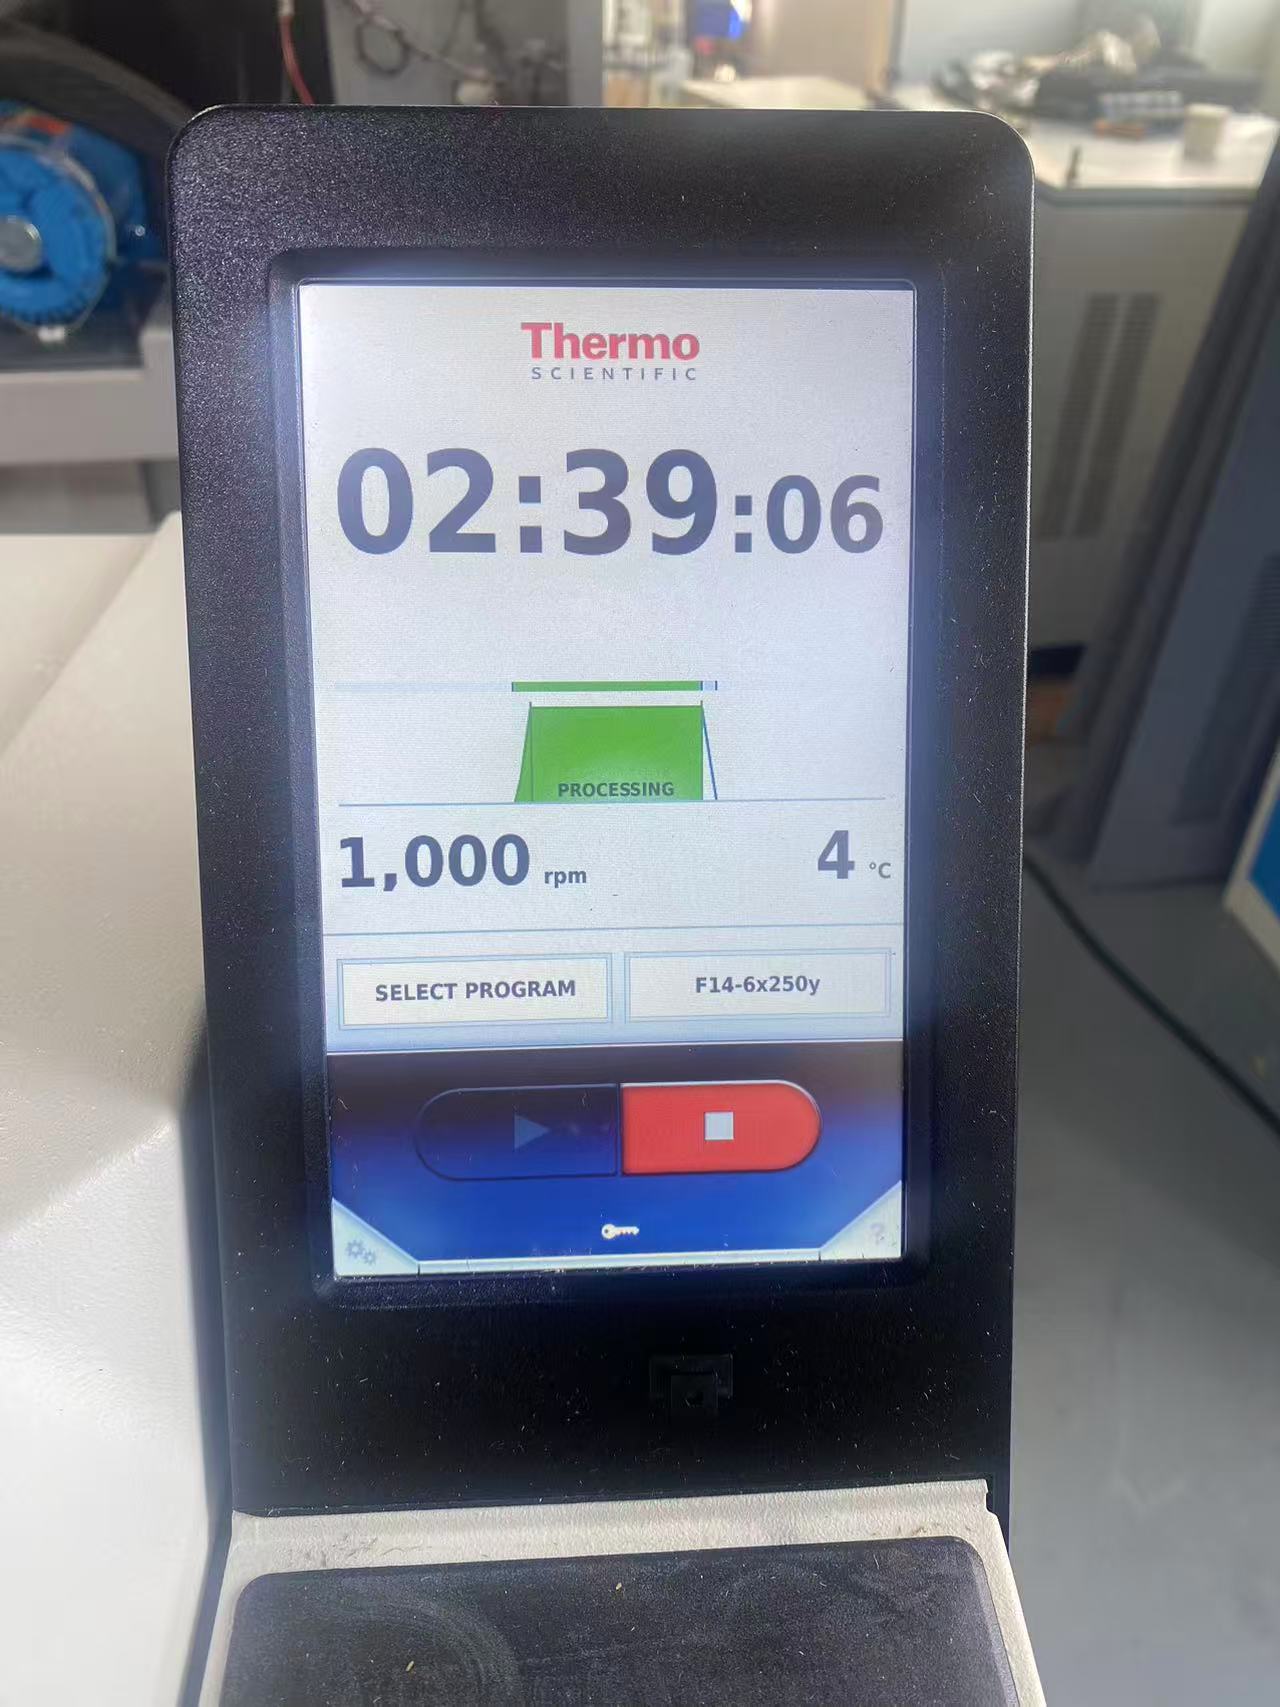 Thermo
SCIENTIFIC
02:39:06
PROCESSING
1,000 rpm 4 °C
SELECT PROGRAM F14-6x250y
?